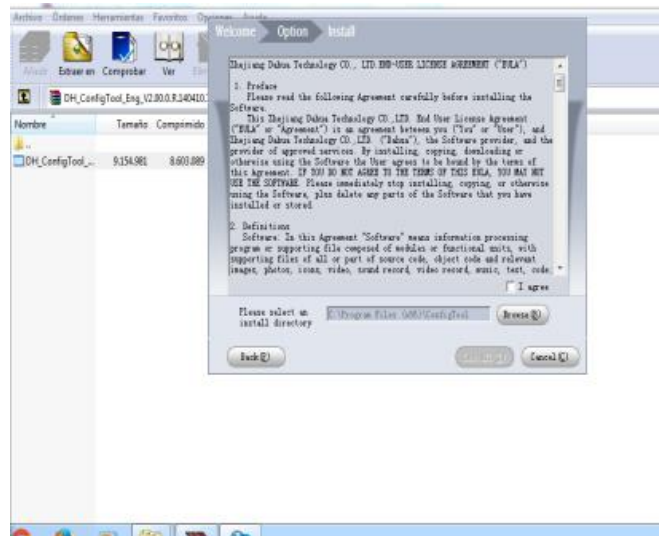 Archivo Órdenes Herramientas Favoritos Opciones Ayuda
Welcome Option Install
Añadir Extraer en Comprobar Ver
DH_ConfigTool_Eng_V2.00.0.R.140410
Nombre Tamaño Comprimido
..
DH_ConfigTool_... 9.154.981 8.603.089
Zhejiang Dahua Technology CO., LTD.END-USER LICENSE AGREEMENT ("EULA")
1. Preface
Please read the following Agreement carefully before installing the
Software.
This Zhejiang Dahua Technology CO.,LTD. End User License Agreement
("EULA" or "Agreement") is an agreement between you ("You" or "User"), and
Zhejiang Dahua Technology CO.,LTD. ("Dahua"), the Software provider, and the
provider of approved services. By installing, copying, downloading or
otherwise using the Software the User agrees to be bound by the terms of
this Agreement. IF YOU DO NOT AGREE TO THE TERMS OF THIS EULA, YOU MAY NOT
USE THE SOFTWARE. Please immediately stop installing, copying, or otherwise
using the Software, plus delete any parts of the Software that you have
installed or stored.
2. Definitions
Software: In this Agreement "Software" means information processing
program or supporting file composed of modules or functional units, with
supporting files of all or part of source code, object code and relevant
images, photos, icons, video, sound record, video record, music, text, code,
I agree
Please select an
install directory
C:\Program Files (x86)\ConfigTool
Browse(R)
Back(B)
Cancel(C)